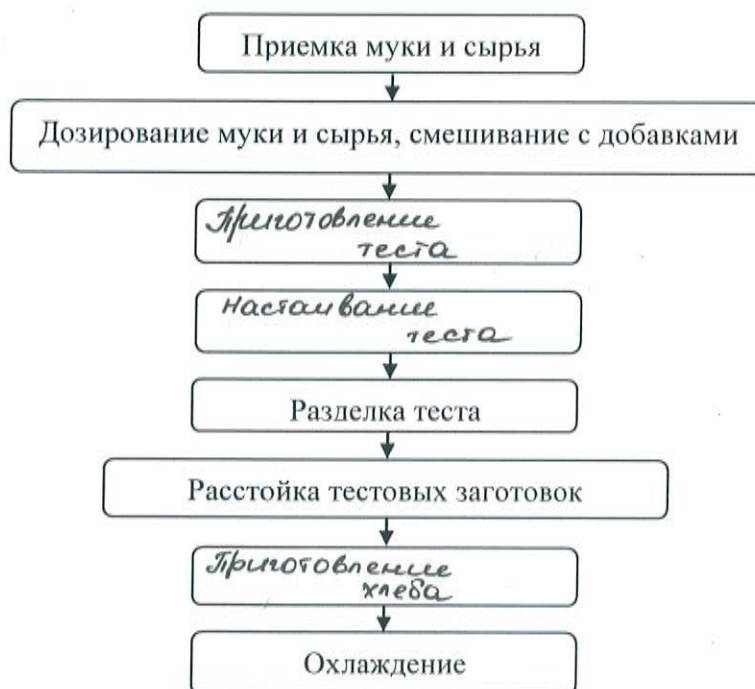 Приемка муки и сырья
Дозирование муки и сырья, смешивание с добавками
Приготовление
теста
Настаивание
теста
Разделка теста
Расстойка тестовых заготовок
Приготовление
хлеба
Охлаждение